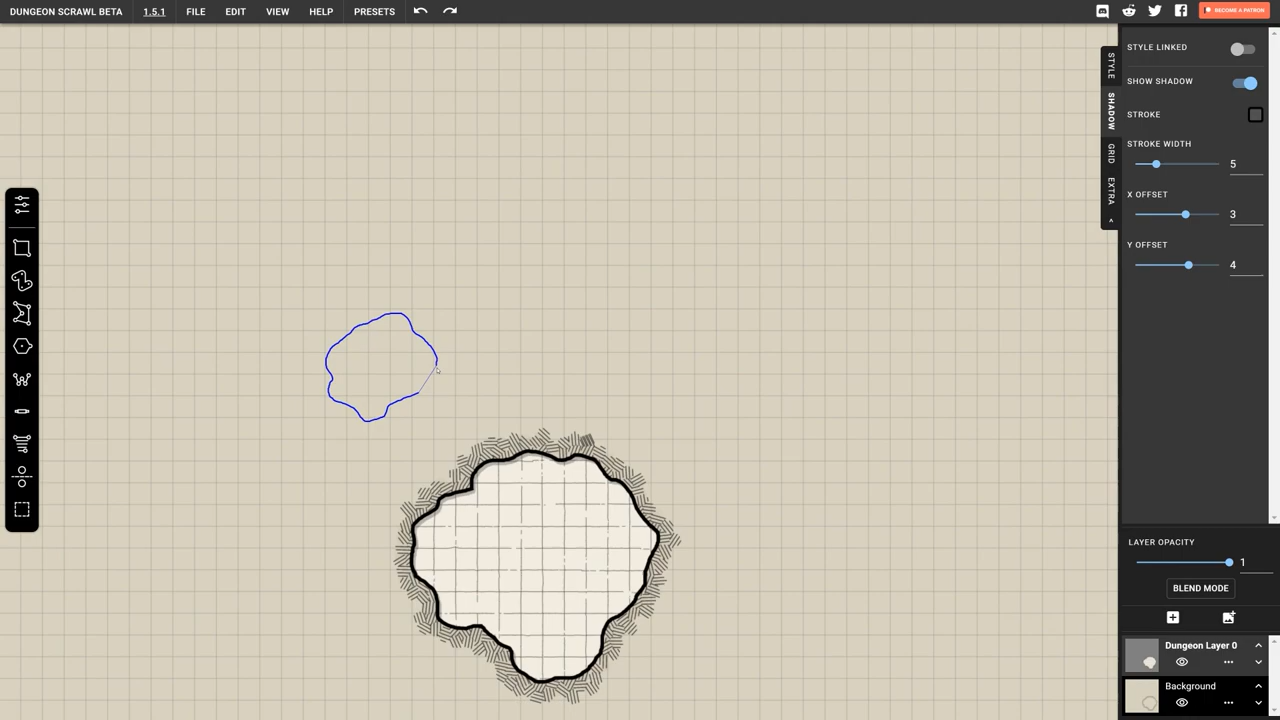 DUNGEON SCRAWL BETA 1.5.1 FILE EDIT VIEW HELP PRESETS BECOME A PATRON
STYLE
SHADOW
GRID
EXTRA
STYLE LINKED
SHOW SHADOW
STROKE
STROKE WIDTH
5
X OFFSET
3
Y OFFSET
4
LAYER OPACITY
1
BLEND MODE
Dungeon Layer 0
Background